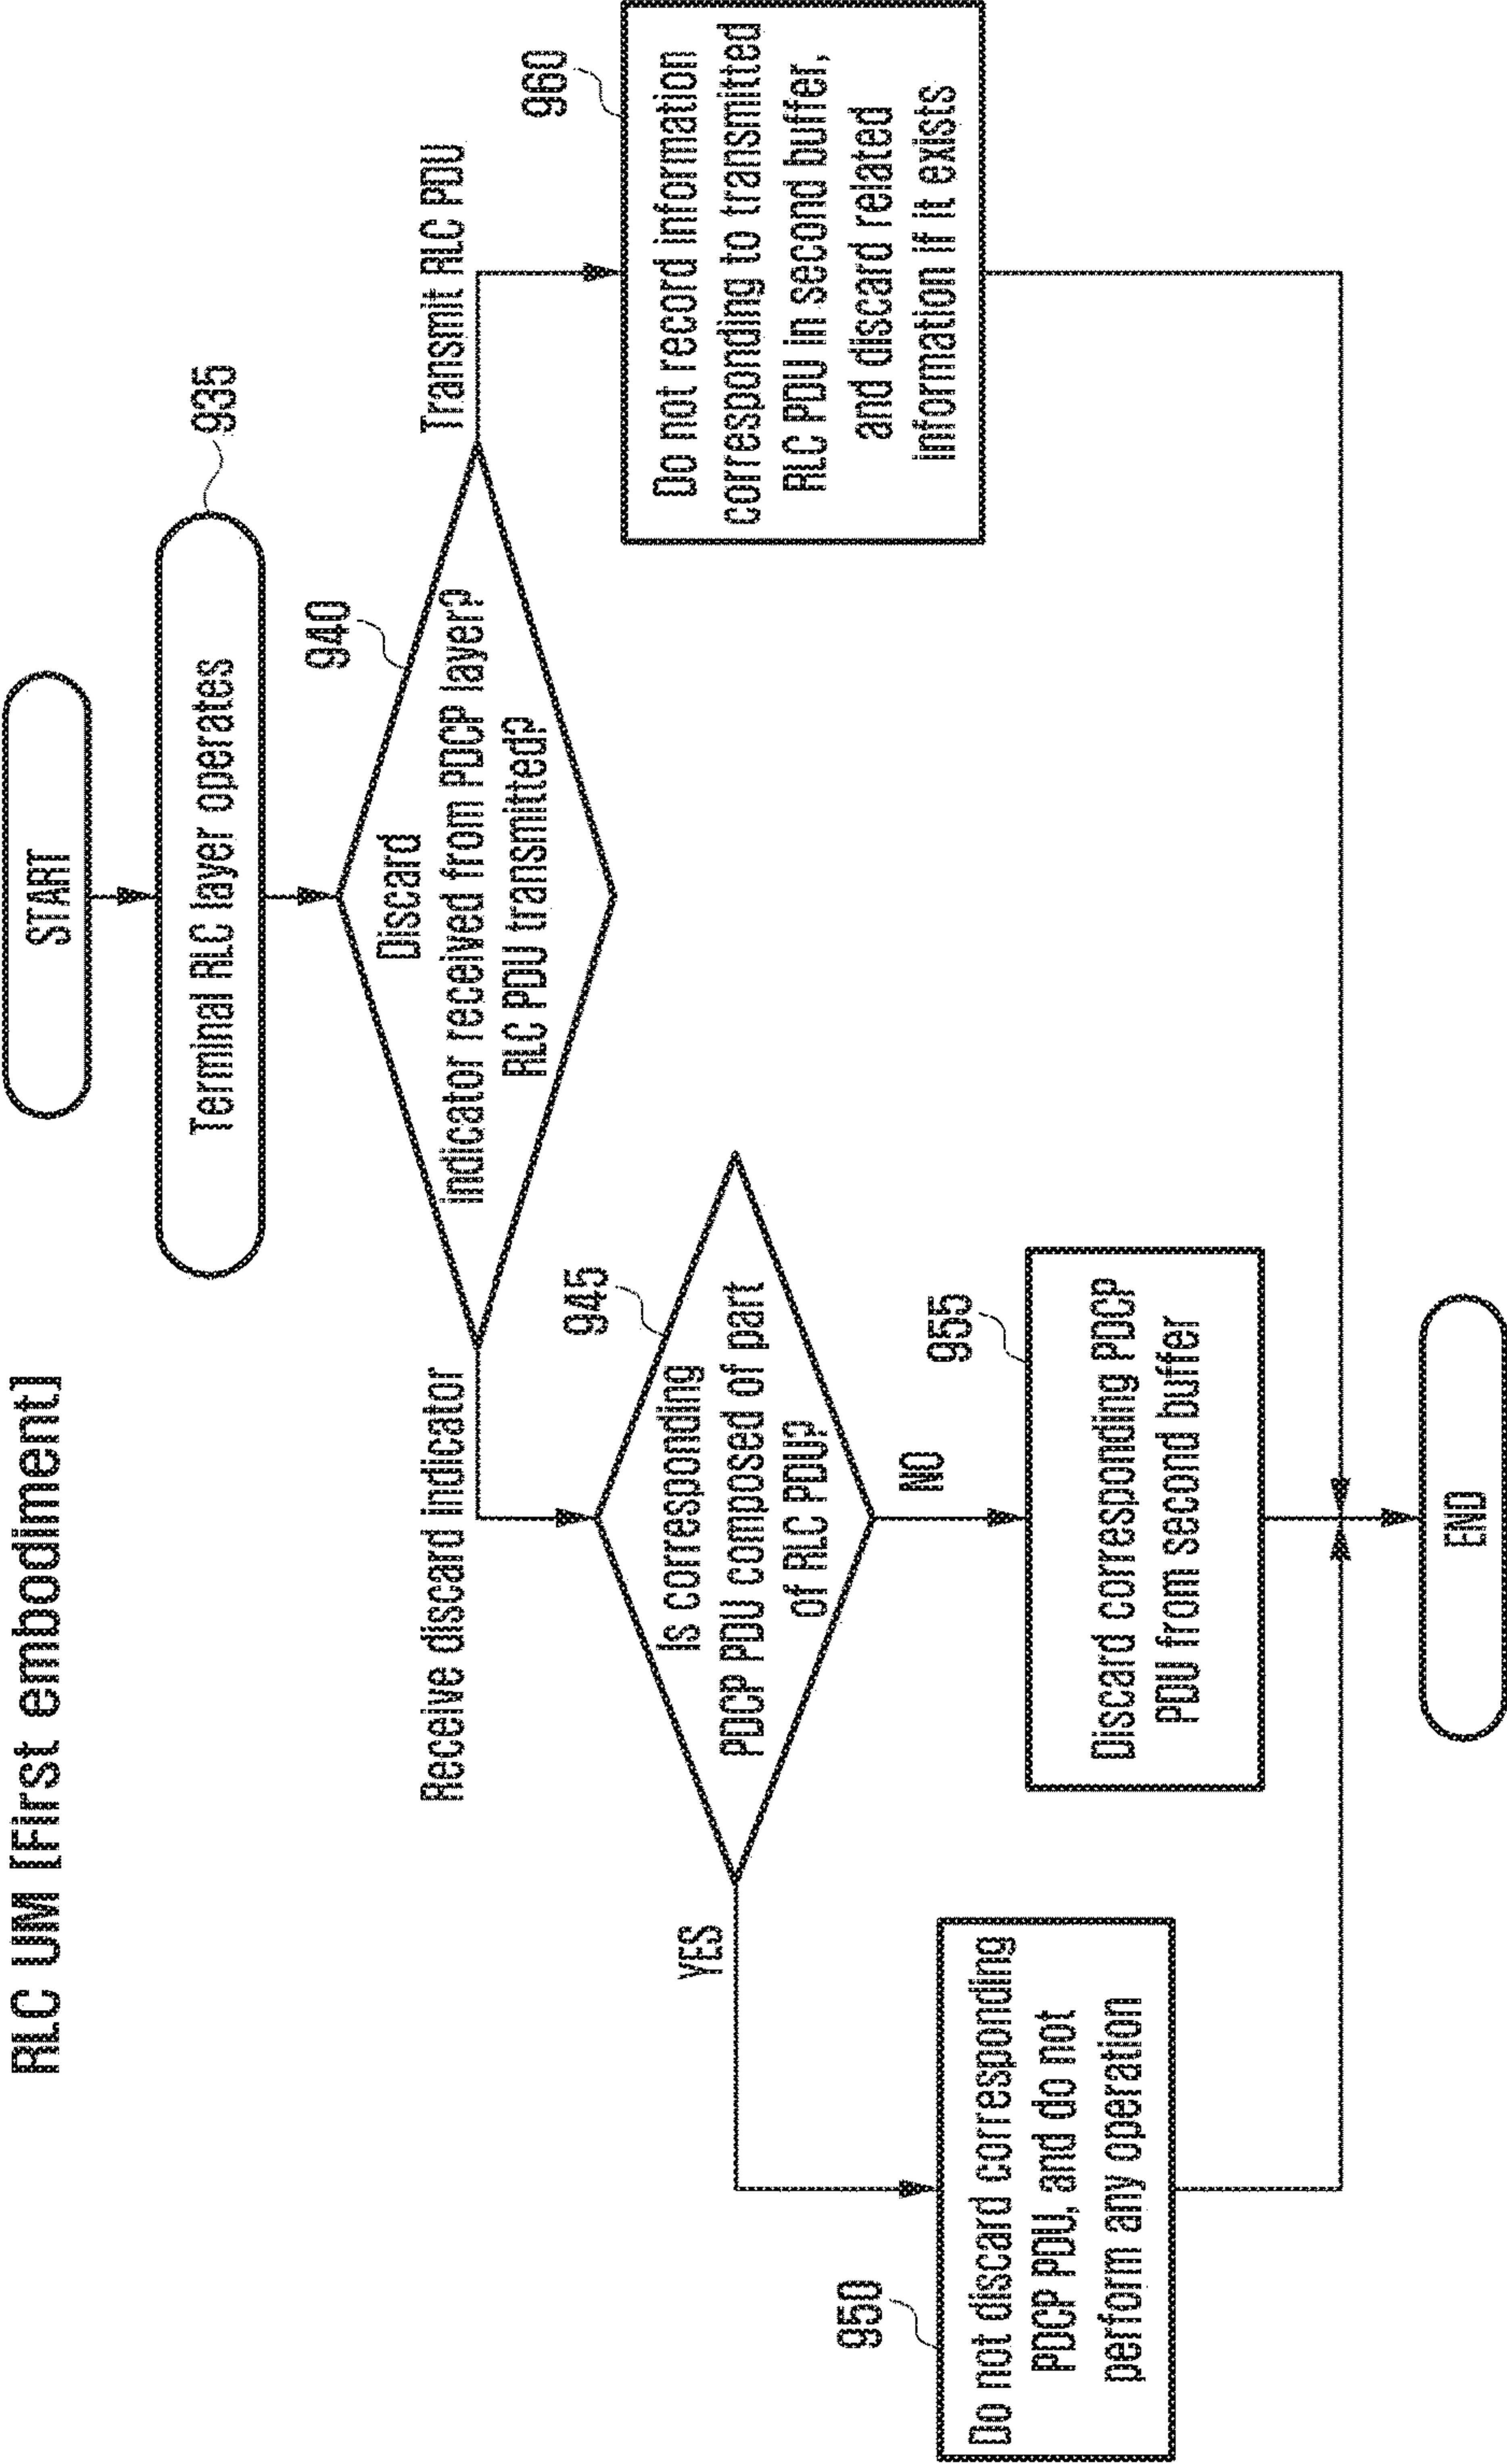 RLC UM [First embodiment]
START
Terminal RLC layer operates
935
940
Discard
indicator received from PDCP layer?
RLC PDU transmitted?
Receive discard indicator
Transmit RLC PDU
945
Is corresponding
PDCP PDU composed of part
of RLC PDU?
960
Do not record information
corresponding to transmitted
RLC PDU in second buffer,
and discard related
information if it exists
YES
NO
950
Do not discard corresponding
PDCP PDU, and do not
perform any operation
955
Discard corresponding PDCP
PDU from second buffer
END